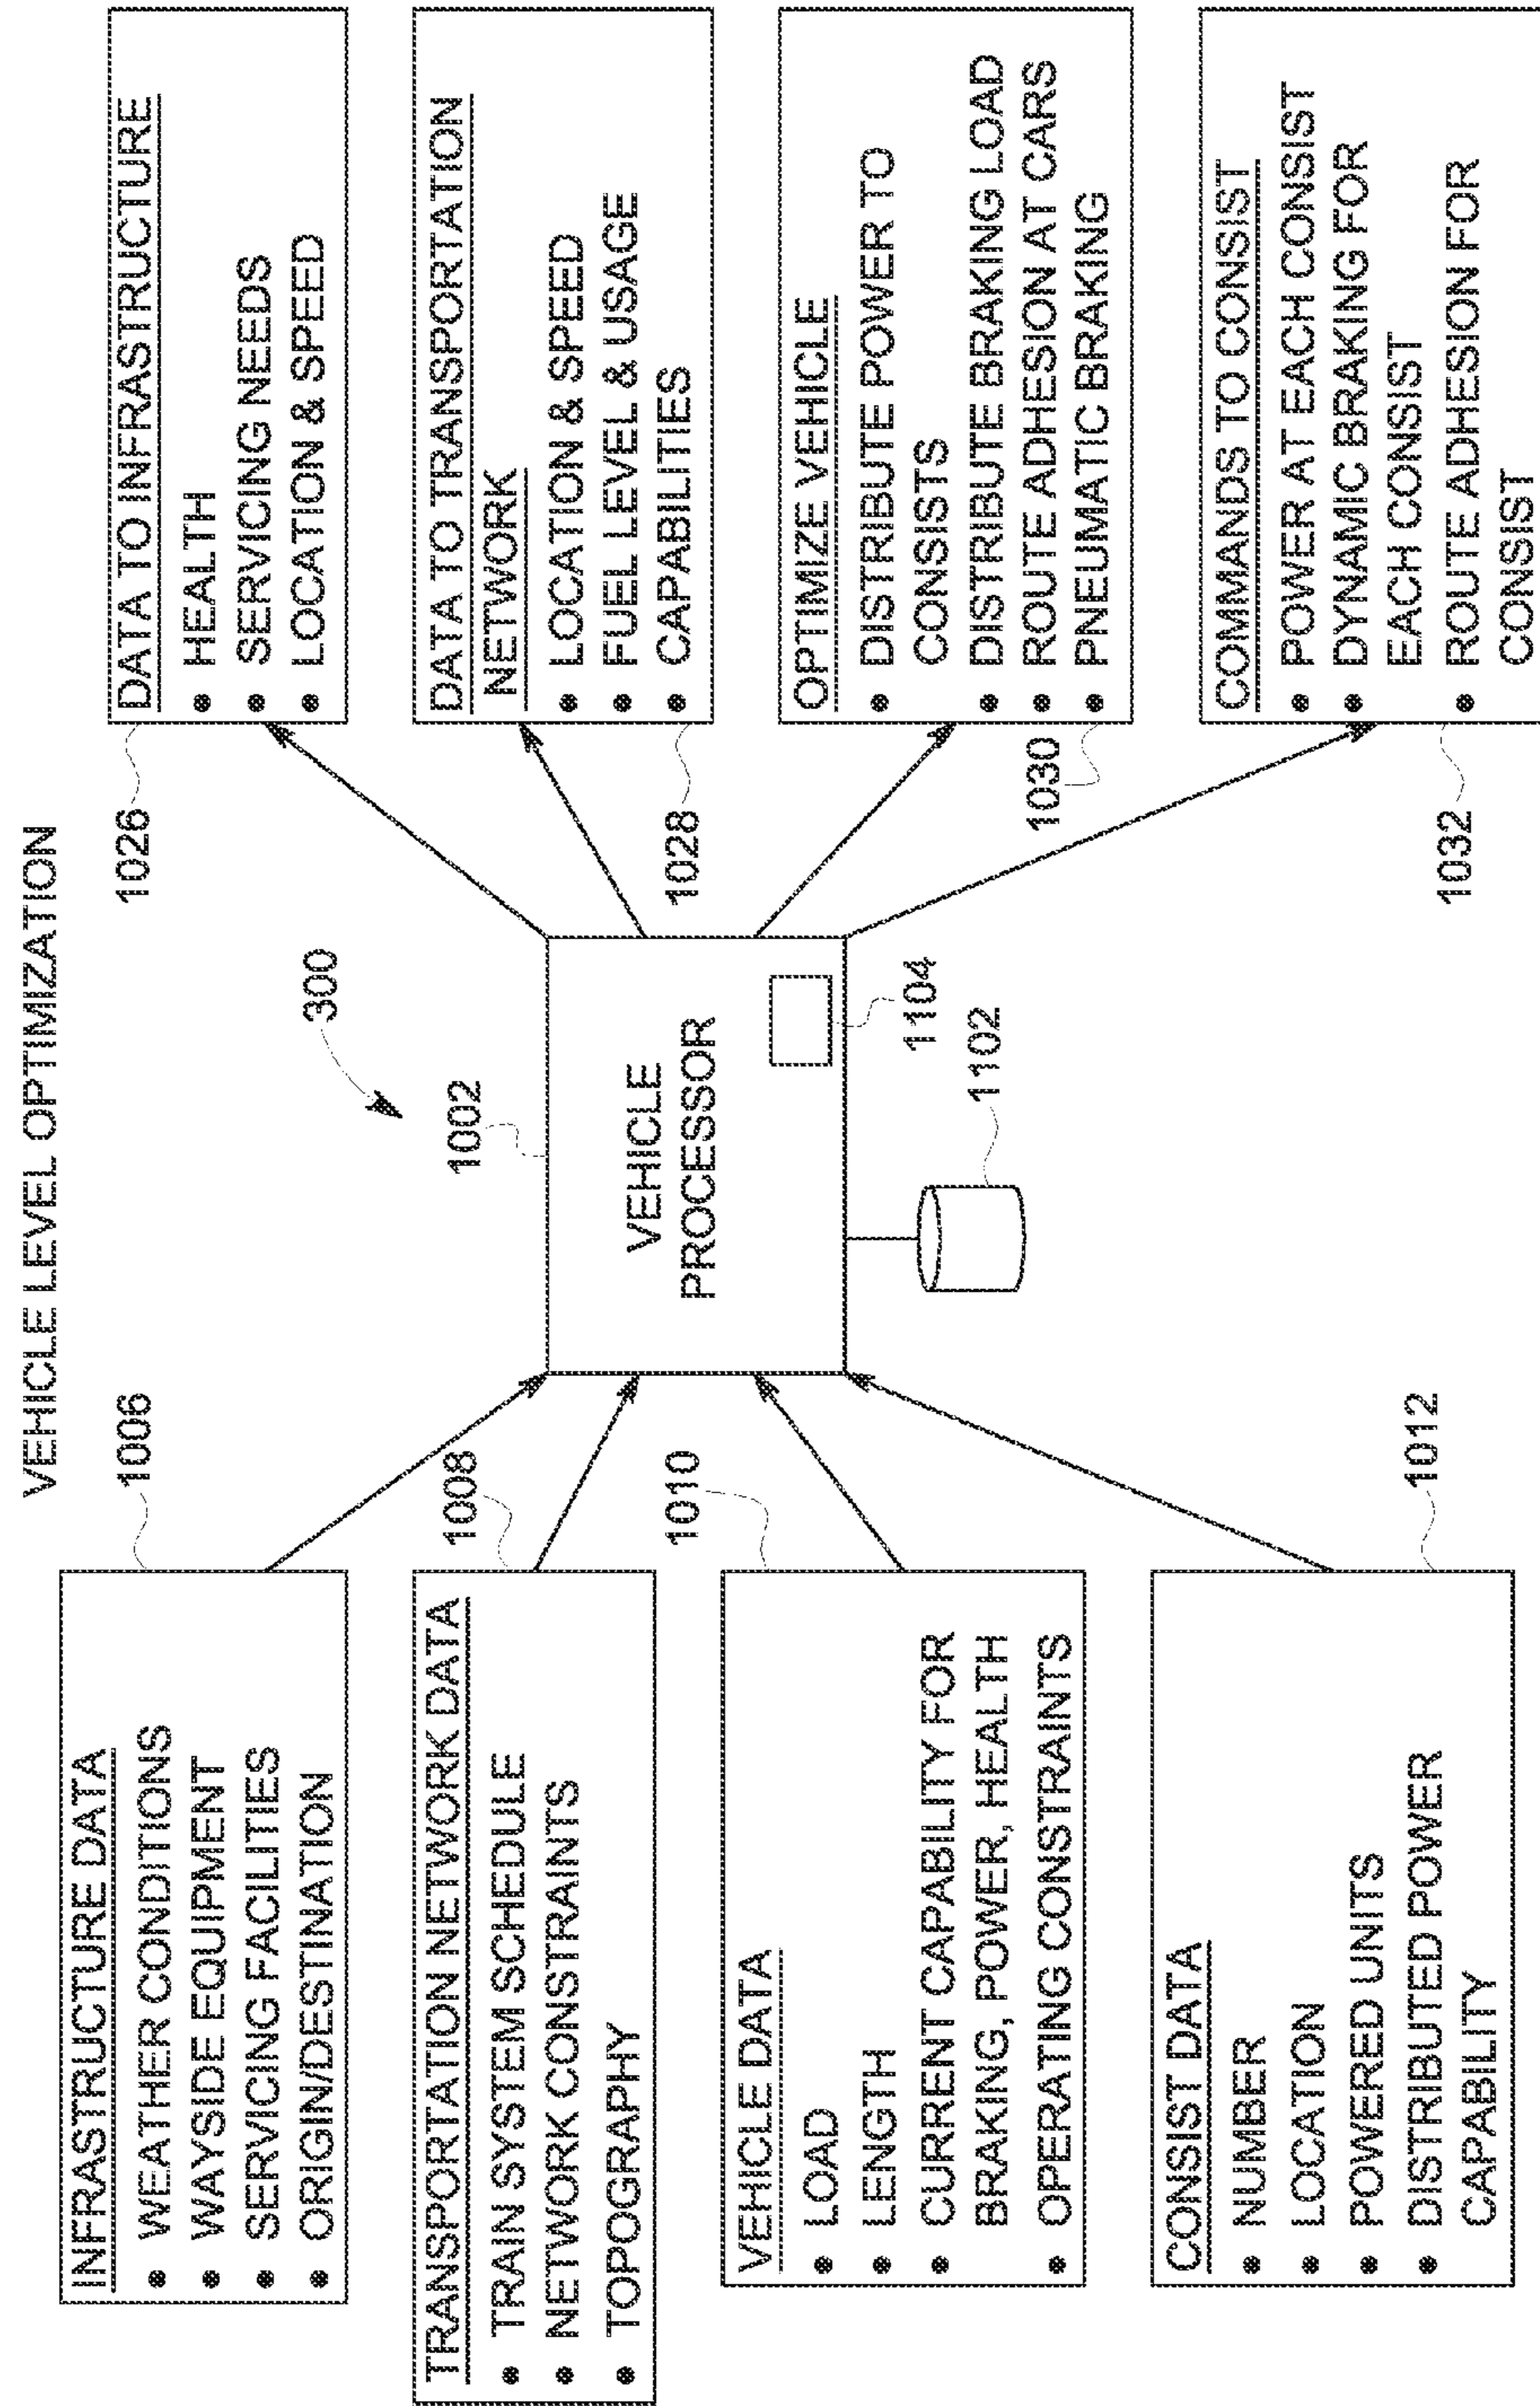 VEHICLE LEVEL OPTIMIZATION
INFRASTRUCTURE DATA
● WEATHER CONDITIONS
● WAYSIDE EQUIPMENT
● SERVICING FACILITIES
● ORIGIN/DESTINATION
1006
TRANSPORTATION NETWORK DATA
● TRAIN SYSTEM SCHEDULE
● NETWORK CONSTRAINTS
● TOPOGRAPHY
1008
VEHICLE DATA
● LOAD
● LENGTH
● CURRENT CAPABILITY FOR
BRAKING, POWER, HEALTH
● OPERATING CONSTRAINTS
1010
CONSIST DATA
● NUMBER
● LOCATION
● POWERED UNITS
● DISTRIBUTED POWER
CAPABILITY
1012
300
1002
VEHICLE
PROCESSOR
1104
1102
DATA TO INFRASTRUCTURE
● HEALTH
● SERVICING NEEDS
● LOCATION & SPEED
1026
DATA TO TRANSPORTATION
NETWORK
● LOCATION & SPEED
● FUEL LEVEL & USAGE
● CAPABILITIES
1028
OPTIMIZE VEHICLE
● DISTRIBUTE POWER TO
CONSISTS
● DISTRIBUTE BRAKING LOAD
● ROUTE ADHESION AT CARS
● PNEUMATIC BRAKING
1030
COMMANDS TO CONSIST
● POWER AT EACH CONSIST
● DYNAMIC BRAKING FOR
EACH CONSIST
● ROUTE ADHESION FOR
CONSIST
1032